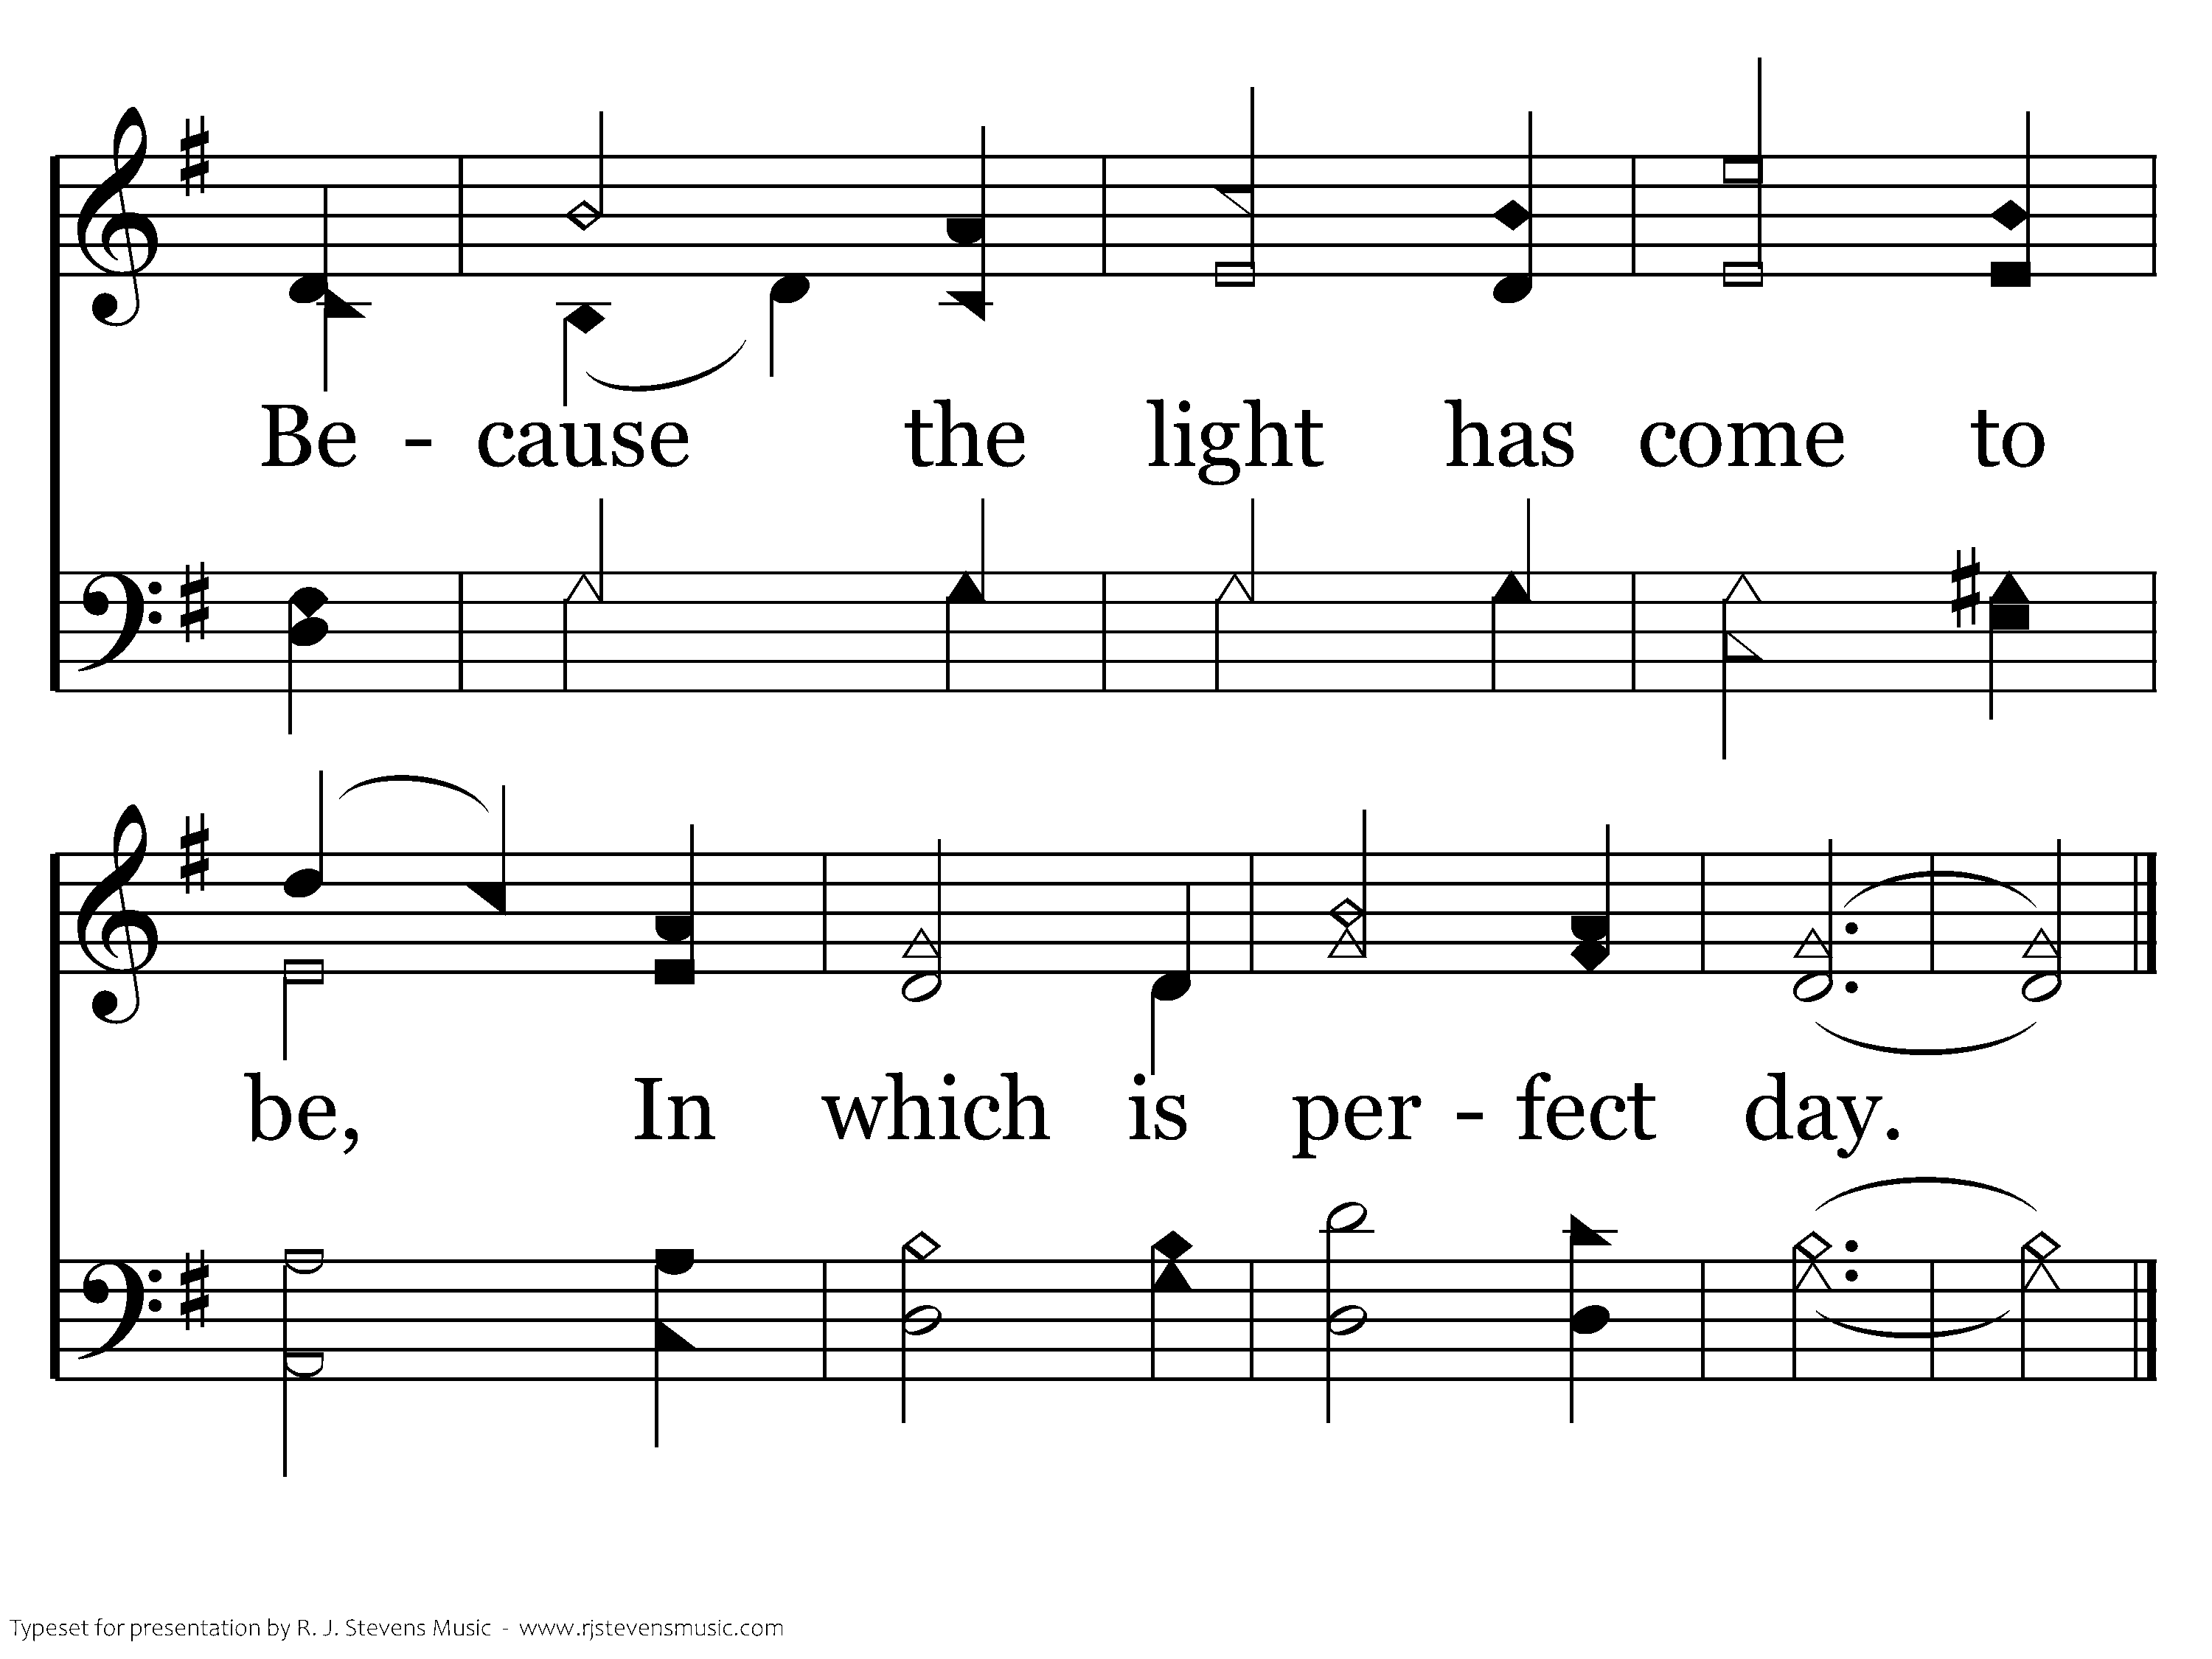 Be - cause the light has come to
be, In which is per - fect day.
Typeset for presentation by R. J. Stevens Music - www.rjstevensmusic.com